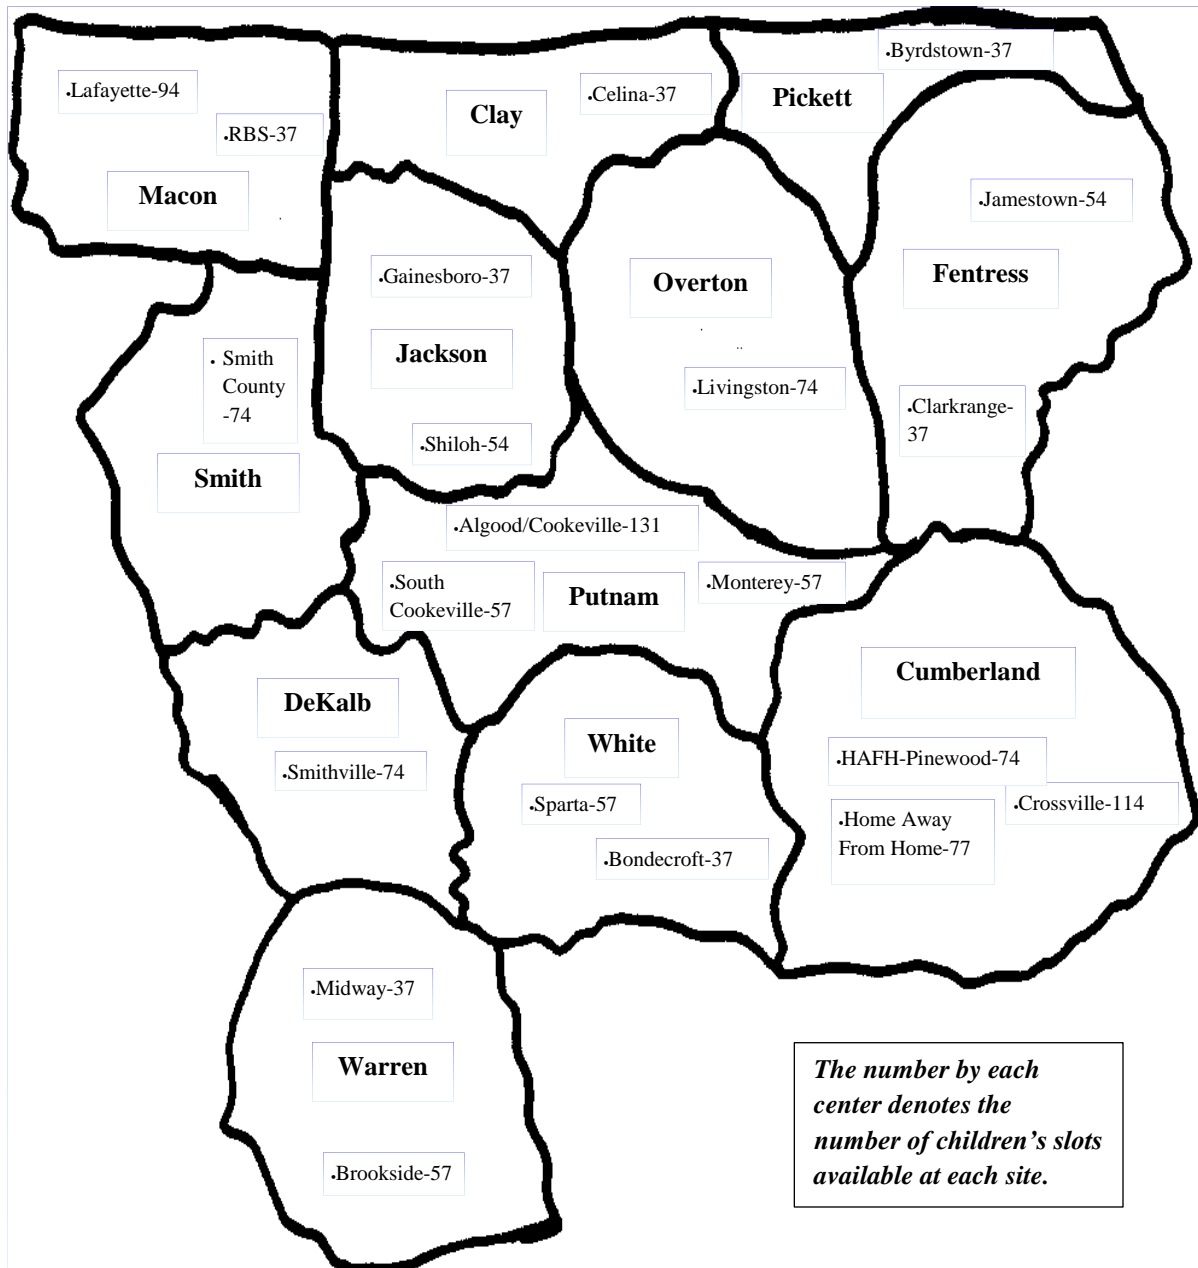 Byrdstown-37
Lafayette-94
Celina-37
Pickett
Clay
RBS-37
Macon
Jamestown-54
Gainesboro-37
Overton
Fentress
Jackson
Smith
County
-74
Livingston-74
Clarkrange-
37
Shiloh-54
Smith
Algood/Cookeville-131
South
Cookeville-57
Putnam
Monterey-57
Cumberland
DeKalb
White
Smithville-74
HAFH-Pinewood-74
Sparta-57
Crossville-114
Home Away
From Home-77
Bondecroft-37
Midway-37
Warren
Brookside-57
The number by each
center denotes the
number of children’s slots
available at each site.